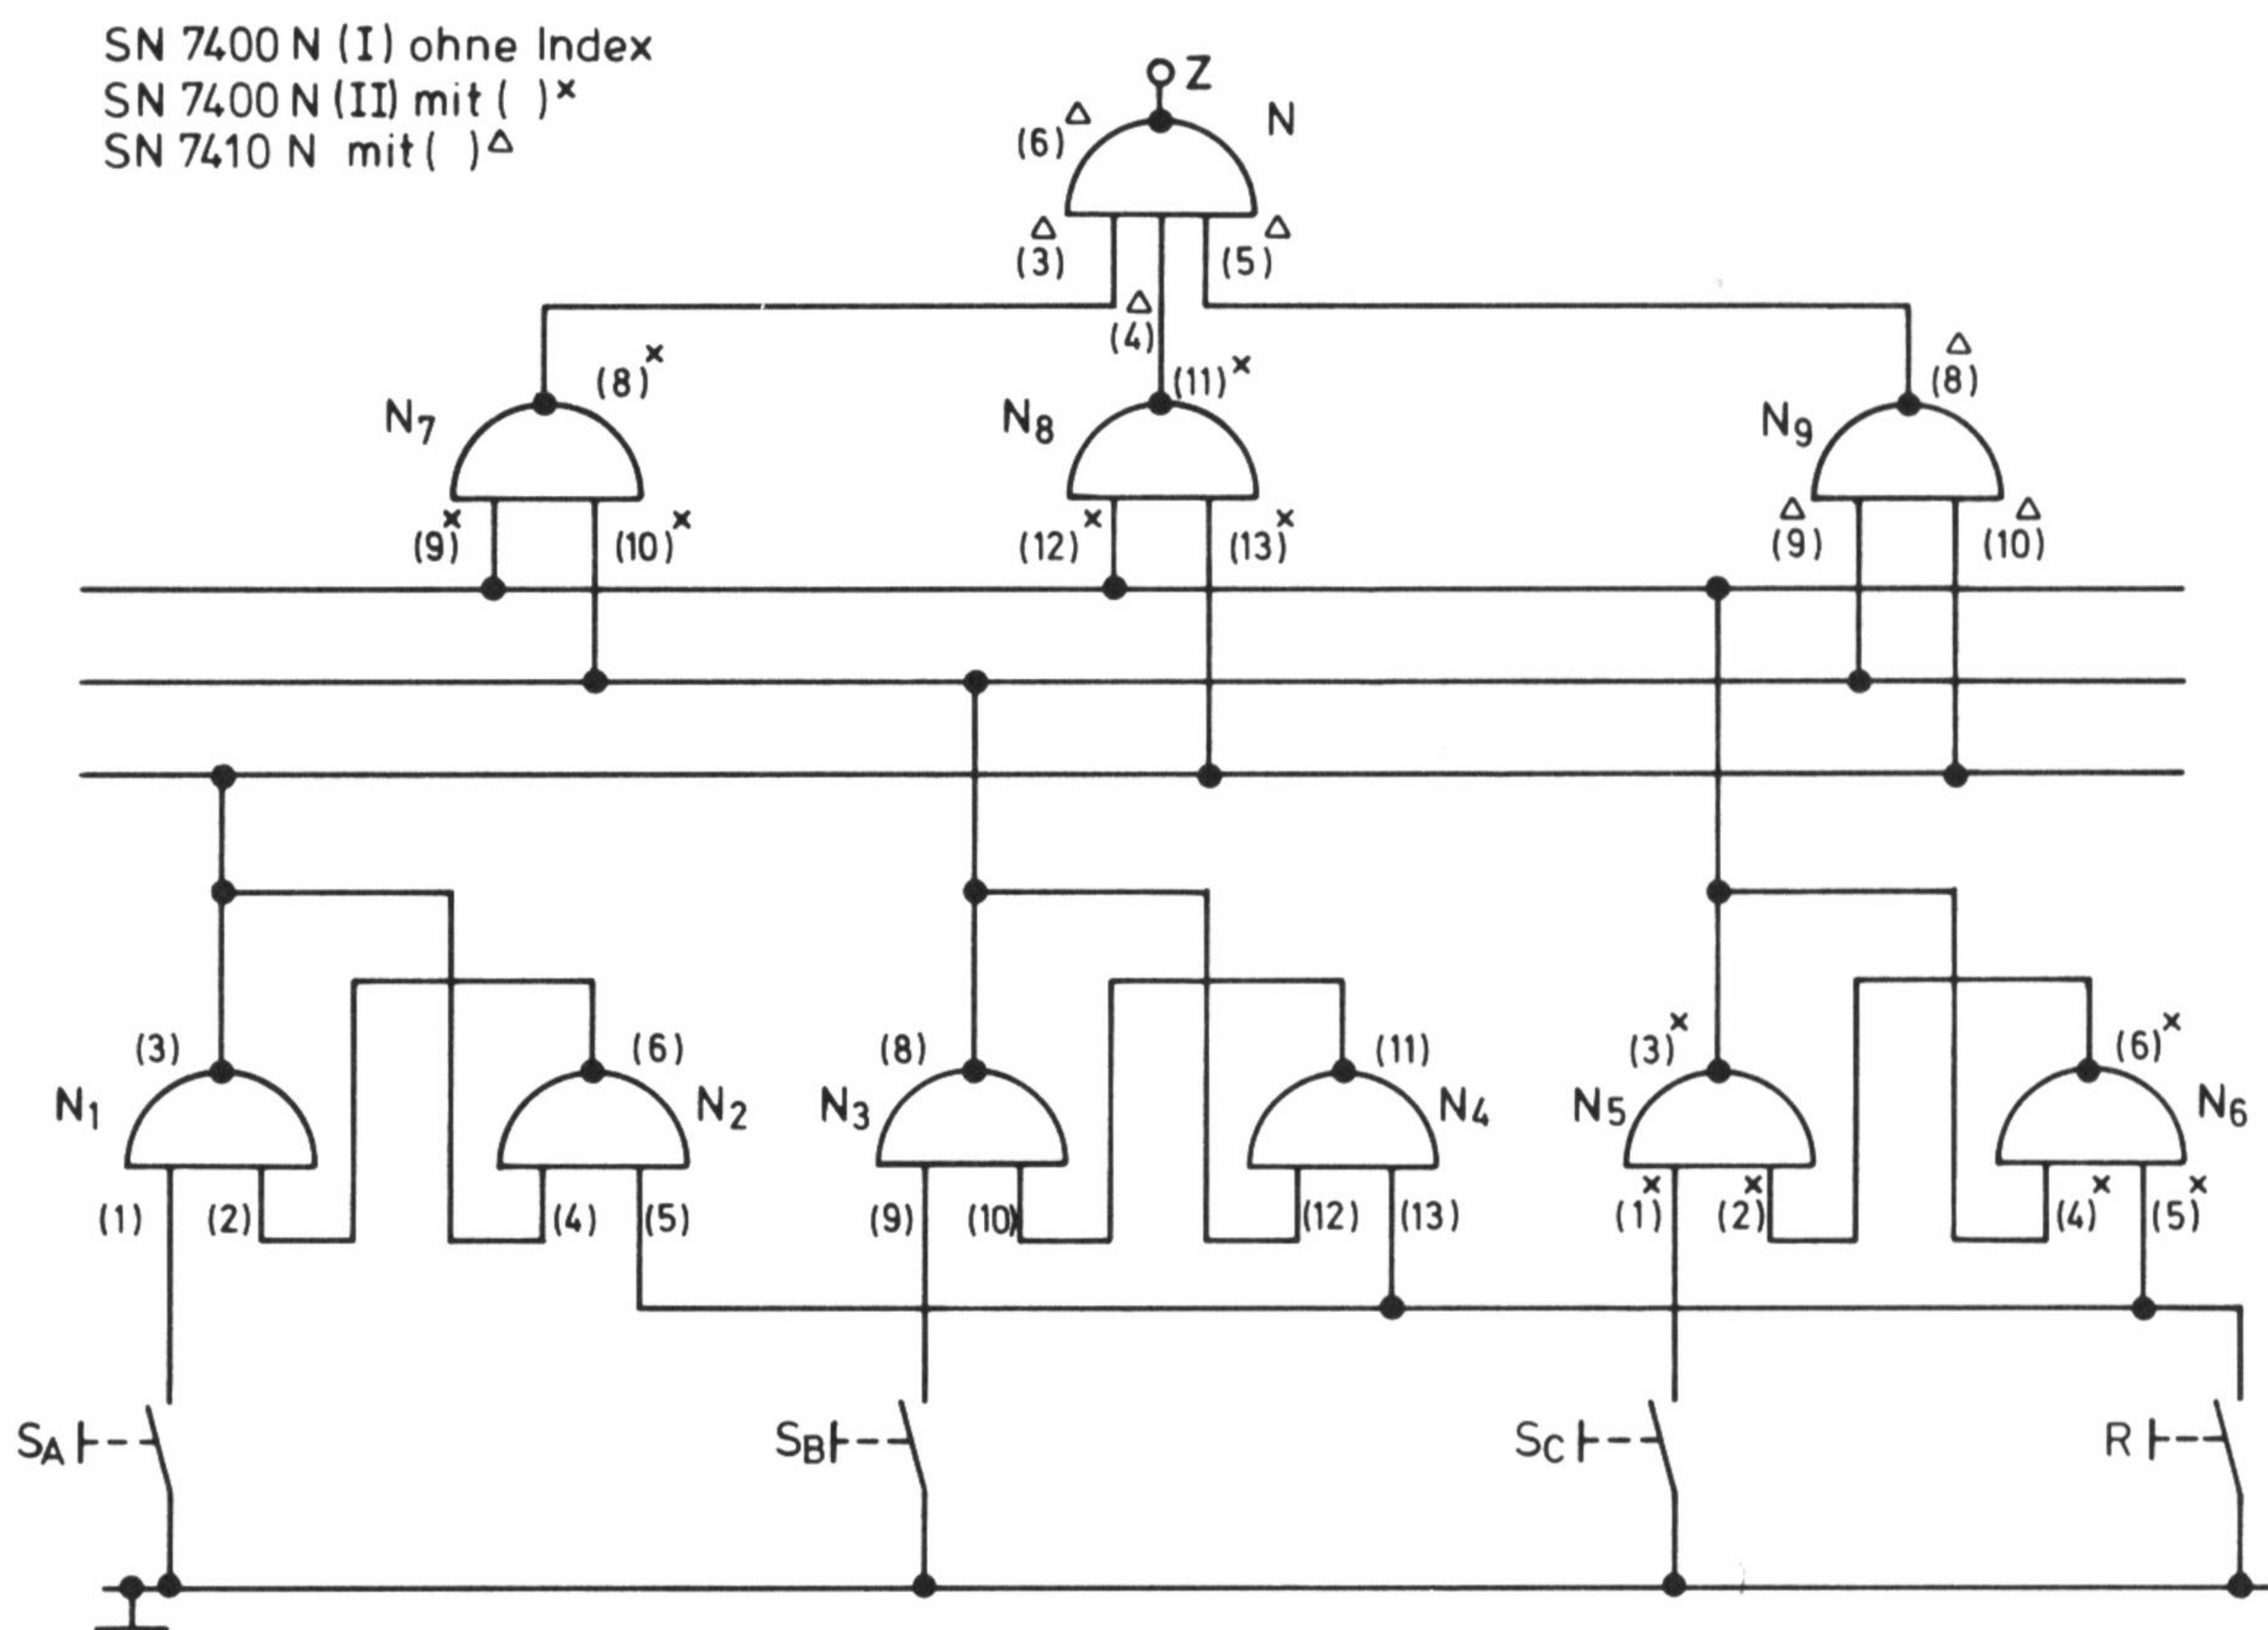 SN 7400 N (I) ohne Index
SN 7400 N (II) mit ( )ˣ
SN 7410 N mit ( )△
Z
(6)△ N
(3)△ (5)△
(4)△
N7 (8)ˣ N8 (11)ˣ N9 (8)△
(9)ˣ (10)ˣ (12)ˣ (13)ˣ (9)△ (10)△
(3) (6) (8) (11) (3)ˣ (6)ˣ
N1 N2 N3 N4 N5 N6
(1) (2) (4) (5) (9) (10) (12) (13) (1)ˣ (2)ˣ (4)ˣ (5)ˣ
SA SB SC R